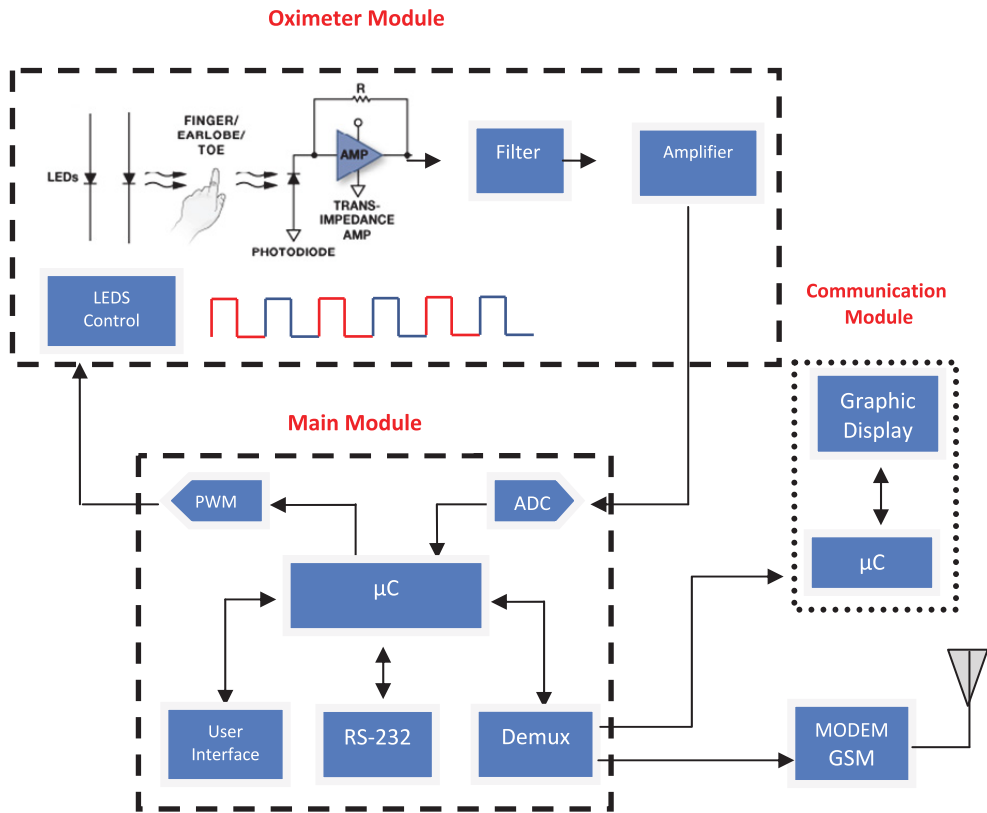 Oximeter Module
R
FINGER/
EARLOBE/
TOE
LEDs
AMP
TRANS-
IMPEDANCE
AMP
PHOTODIODE
Filter
Amplifier
LEDS
Control
Communication
Module
Graphic
Display
µC
Main Module
PWM
ADC
µC
User
Interface
RS-232
Demux
MODEM
GSM